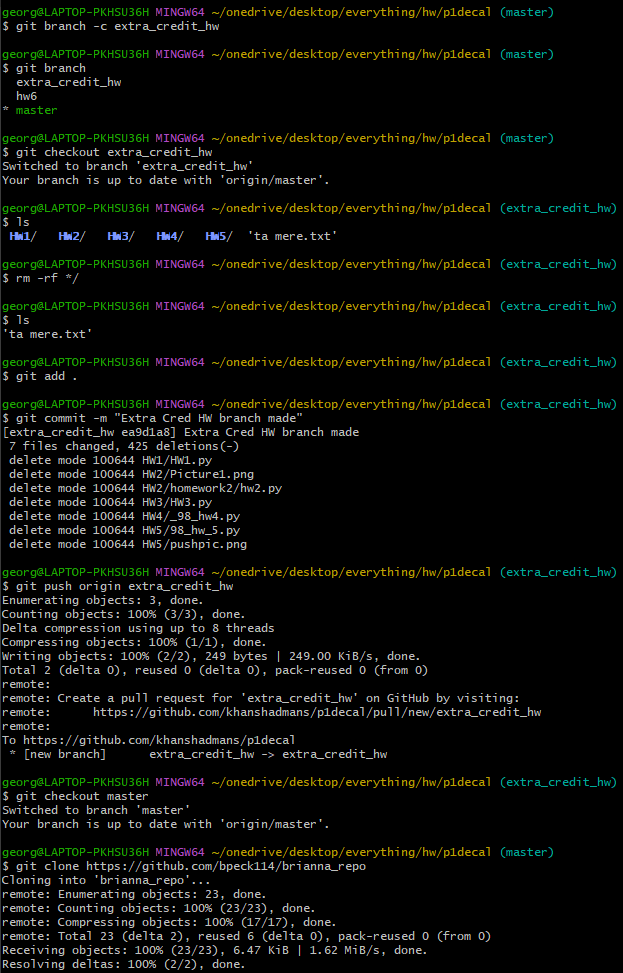 georg@LAPTOP-PKHSU36H MINGW64 ~/onedrive/desktop/everything/hw/p1decal (master)
$ git branch -c extra_credit_hw
georg@LAPTOP-PKHSU36H MINGW64 ~/onedrive/desktop/everything/hw/p1decal (master)
$ git branch
extra_credit_hw
hw6
* master
georg@LAPTOP-PKHSU36H MINGW64 ~/onedrive/desktop/everything/hw/p1decal (master)
$ git checkout extra_credit_hw
Switched to branch 'extra_credit_hw'
Your branch is up to date with 'origin/master'.
georg@LAPTOP-PKHSU36H MINGW64 ~/onedrive/desktop/everything/hw/p1decal (extra_credit_hw)
$ ls
HW1/ HW2/ HW3/ HW4/ HW5/ 'ta mere.txt'
georg@LAPTOP-PKHSU36H MINGW64 ~/onedrive/desktop/everything/hw/p1decal (extra_credit_hw)
$ rm -rf */
georg@LAPTOP-PKHSU36H MINGW64 ~/onedrive/desktop/everything/hw/p1decal (extra_credit_hw)
$ ls
'ta mere.txt'
georg@LAPTOP-PKHSU36H MINGW64 ~/onedrive/desktop/everything/hw/p1decal (extra_credit_hw)
$ git add .
georg@LAPTOP-PKHSU36H MINGW64 ~/onedrive/desktop/everything/hw/p1decal (extra_credit_hw)
$ git commit -m "Extra Cred HW branch made"
[extra_credit_hw ea9d1a8] Extra Cred HW branch made
7 files changed, 425 deletions(-)
delete mode 100644 HW1/HW1.py
delete mode 100644 HW2/Picture1.png
delete mode 100644 HW2/homework2/hw2.py
delete mode 100644 HW3/HW3.py
delete mode 100644 HW4/_98_hw4.py
delete mode 100644 HW5/98_hw_5.py
delete mode 100644 HW5/pushpic.png
georg@LAPTOP-PKHSU36H MINGW64 ~/onedrive/desktop/everything/hw/p1decal (extra_credit_hw)
$ git push origin extra_credit_hw
Enumerating objects: 3, done.
Counting objects: 100% (3/3), done.
Delta compression using up to 8 threads
Compressing objects: 100% (1/1), done.
Writing objects: 100% (2/2), 249 bytes | 249.00 KiB/s, done.
Total 2 (delta 0), reused 0 (delta 0), pack-reused 0 (from 0)
remote:
remote: Create a pull request for 'extra_credit_hw' on GitHub by visiting:
remote: https://github.com/khanshadmans/p1decal/pull/new/extra_credit_hw
remote:
To https://github.com/khanshadmans/p1decal
* [new branch] extra_credit_hw -> extra_credit_hw
georg@LAPTOP-PKHSU36H MINGW64 ~/onedrive/desktop/everything/hw/p1decal (extra_credit_hw)
$ git checkout master
Switched to branch 'master'
Your branch is up to date with 'origin/master'.
georg@LAPTOP-PKHSU36H MINGW64 ~/onedrive/desktop/everything/hw/p1decal (master)
$ git clone https://github.com/bpeck114/brianna_repo
Cloning into 'brianna_repo'...
remote: Enumerating objects: 23, done.
remote: Counting objects: 100% (23/23), done.
remote: Compressing objects: 100% (17/17), done.
remote: Total 23 (delta 2), reused 6 (delta 0), pack-reused 0 (from 0)
Receiving objects: 100% (23/23), 6.47 KiB | 1.62 MiB/s, done.
Resolving deltas: 100% (2/2), done.